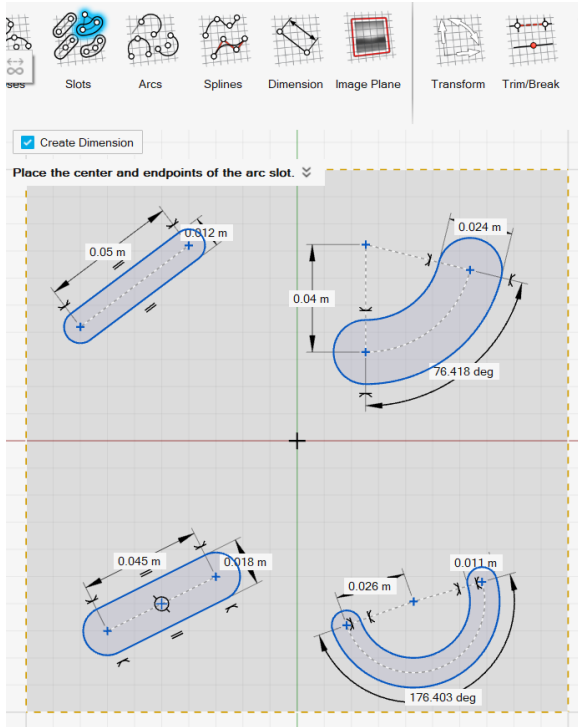 Slots
Arcs
Splines
Dimension
Image Plane
Transform
Trim/Break
Create Dimension
Place the center and endpoints of the arc slot.
0.012 m
0.024 m
0.05 m
0.04 m
76.418 deg
0.045 m
0.018 m
0.011 m
0.026 m
176.403 deg